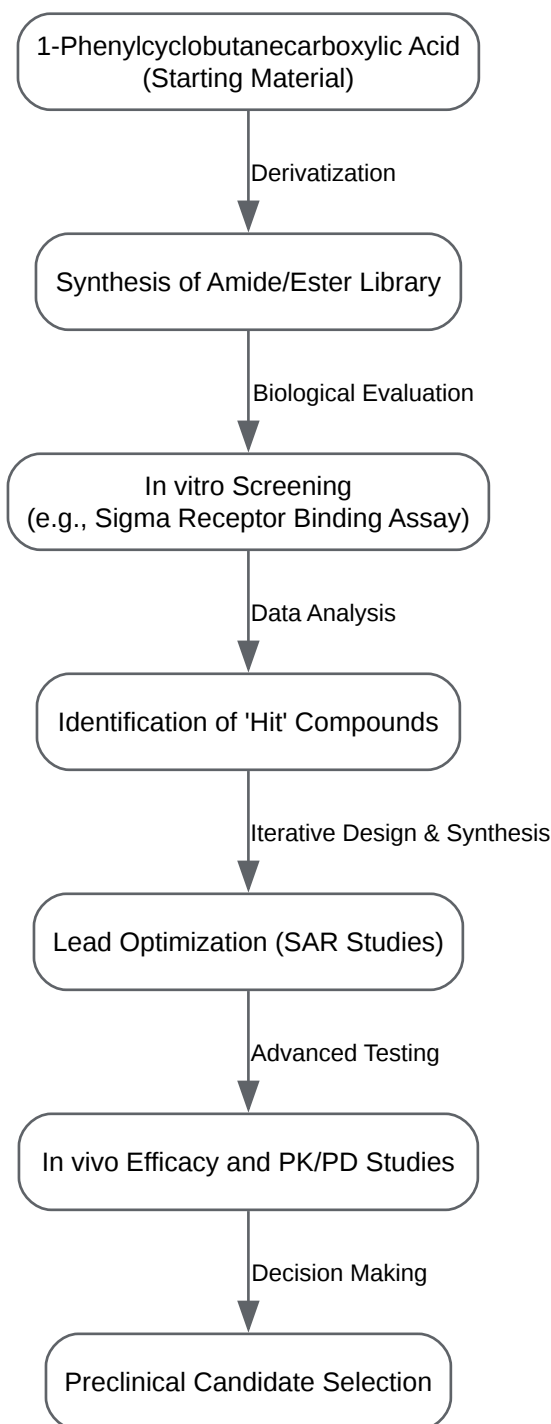 1-Phenylcyclobutanecarboxylic Acid
(Starting Material)
Derivatization
Synthesis of Amide/Ester Library
Biological Evaluation
In vitro Screening
(e.g., Sigma Receptor Binding Assay)
Data Analysis
Identification of 'Hit' Compounds
Iterative Design & Synthesis
Lead Optimization (SAR Studies)
Advanced Testing
In vivo Efficacy and PK/PD Studies
Decision Making
Preclinical Candidate Selection